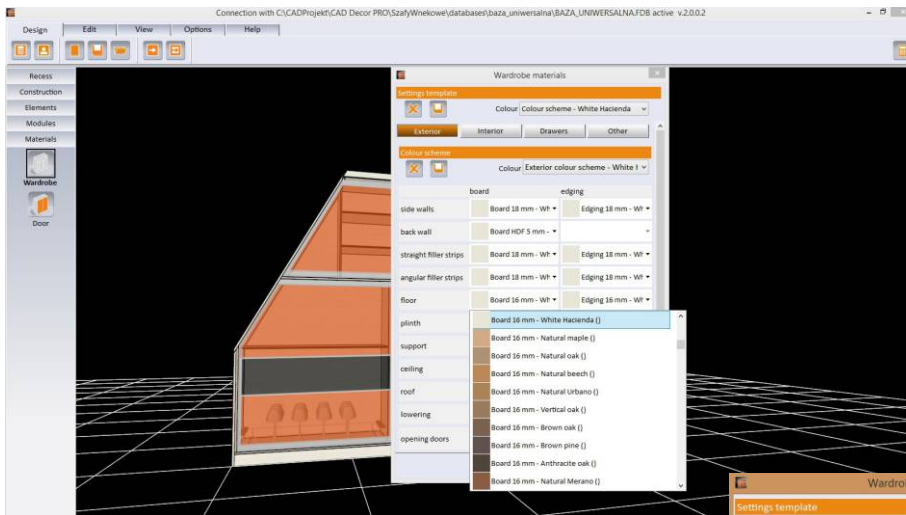 Connection with C:\CADProjekt\CAD Decor PRO\SzafyWnekowe\databases\baza_uniwersalna\BAZA_UNIWERSALNA.FDB active v.2.0.0.2
Design Edit View Options Help
Recess
Construction
Elements
Modules
Materials
Wardrobe
Door
Wardrobe materials
Settings template
Colour Colour scheme - White Hacienda
Exterior Interior Drawers Other
Colour scheme
Colour Exterior colour scheme - White H
board edging
side walls Board 18 mm - Wh Edging 18 mm - Wh
back wall Board HDF 5 mm -
straight filler strips Board 18 mm - Wh Edging 18 mm - Wh
angular filler strips Board 18 mm - Wh Edging 18 mm - Wh
floor Board 16 mm - Wh Edging 16 mm - Wh
plinth
support
ceiling
roof
lowering
opening doors
Board 16 mm - White Hacienda ()
Board 16 mm - Natural maple ()
Board 16 mm - Natural oak ()
Board 16 mm - Natural beech ()
Board 16 mm - Natural Urbano ()
Board 16 mm - Vertical oak ()
Board 16 mm - Brown oak ()
Board 16 mm - Brown pine ()
Board 16 mm - Anthracite oak ()
Board 16 mm - Natural Merano ()
Wardro
Settings template